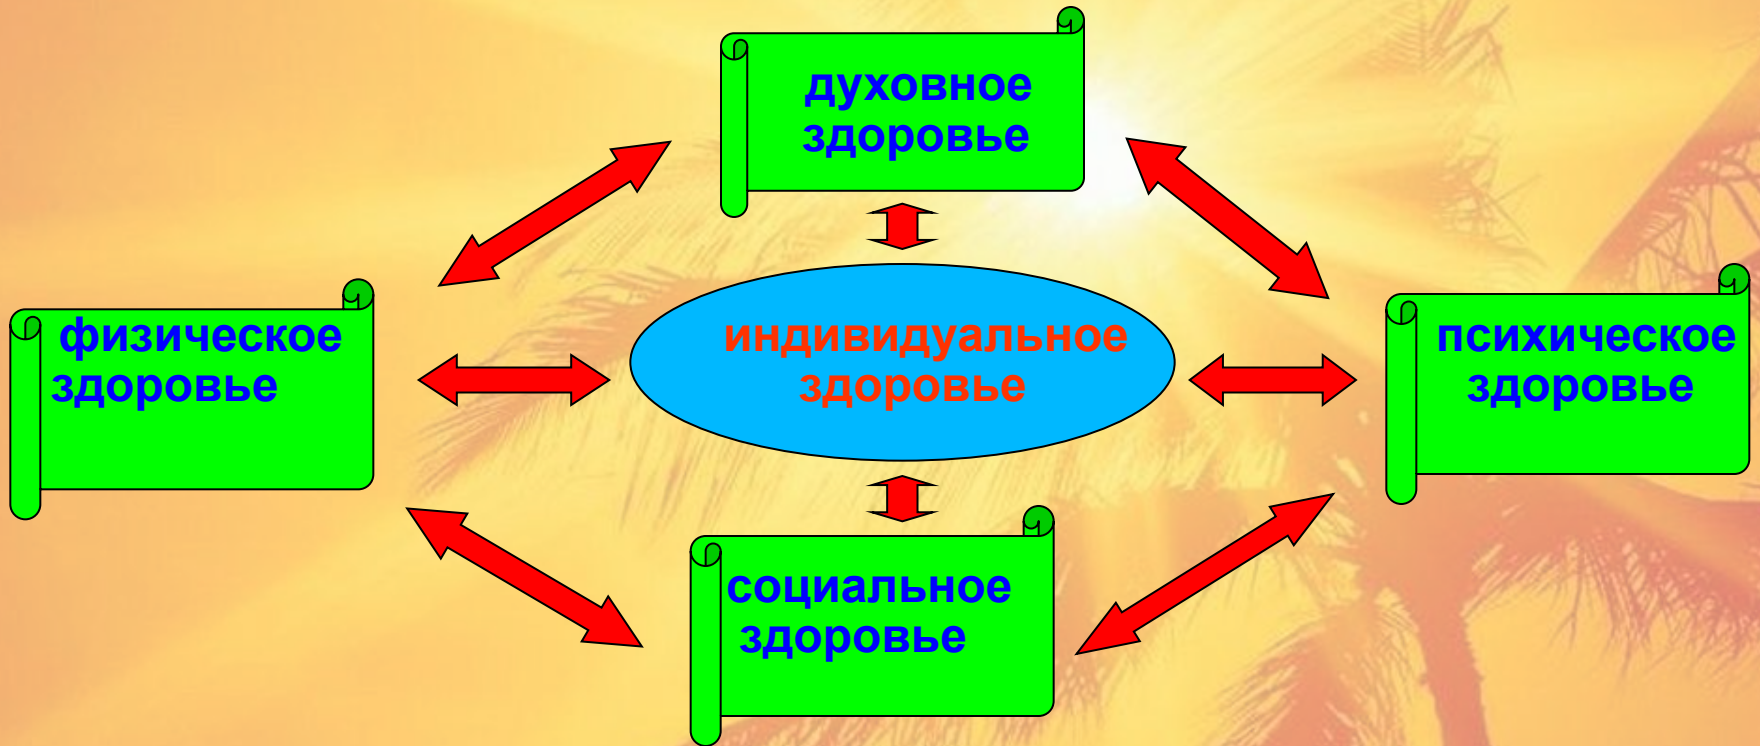 духовное
здоровье
физическое
здоровье
индивидуальное
здоровье
психическое
здоровье
социальное
здоровье